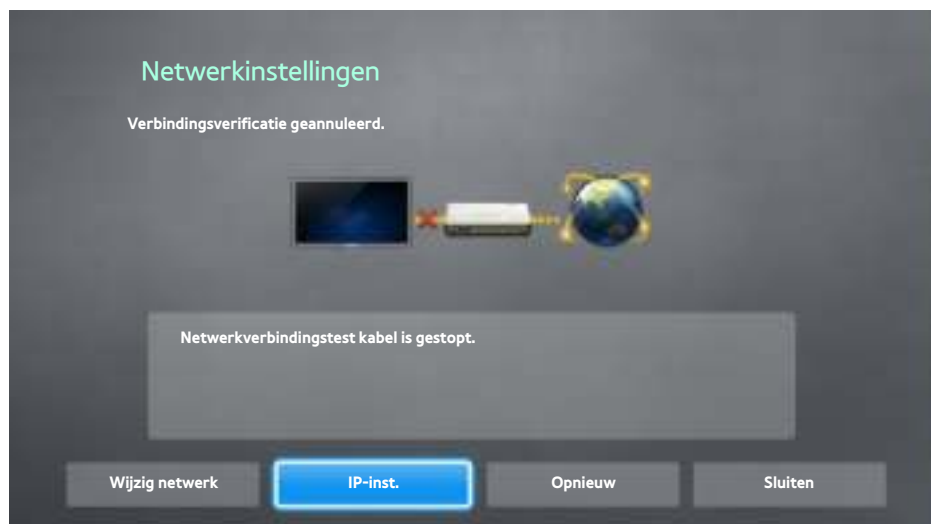 Netwerkinstellingen
Verbindingsverificatie geannuleerd.
Netwerkverbindingstest kabel is gestopt.
Wijzig netwerk
IP-inst.
Opnieuw
Sluiten